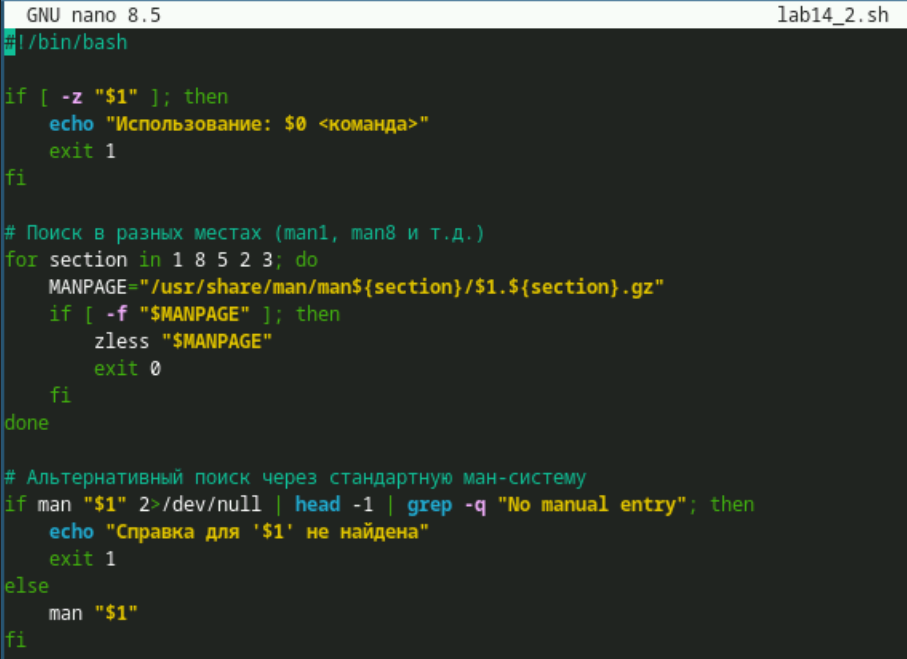 GNU nano 8.5 lab14_2.sh
#!/bin/bash
if [ -z "$1" ]; then
    echo "Использование: $0 <команда>"
    exit 1
fi
# Поиск в разных местах (man1, man8 и т.д.)
for section in 1 8 5 2 3; do
    MANPAGE="/usr/share/man/man${section}/$1.${section}.gz"
    if [ -f "$MANPAGE" ]; then
        zless "$MANPAGE"
        exit 0
    fi
done
# Альтернативный поиск через стандартную ман-систему
if man "$1" 2>/dev/null | head -1 | grep -q "No manual entry"; then
    echo "Справка для '$1' не найдена"
    exit 1
else
    man "$1"
fi